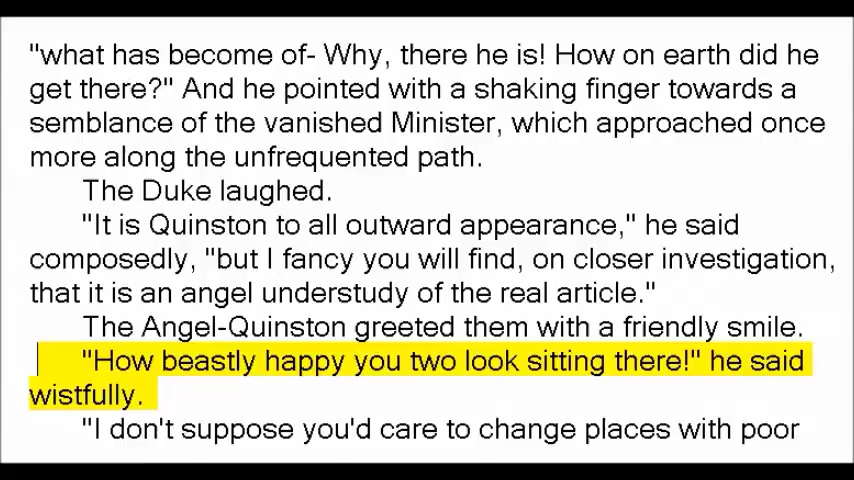 "what has become of- Why, there he is! How on earth did he
get there?" And he pointed with a shaking finger towards a
semblance of the vanished Minister, which approached once
more along the unfrequented path.
The Duke laughed.
"It is Quinston to all outward appearance," he said
composedly, "but I fancy you will find, on closer investigation,
that it is an angel understudy of the real article."
The Angel-Quinston greeted them with a friendly smile.
"How beastly happy you two look sitting there!" he said
wistfully.
"I don't suppose you'd care to change places with poor